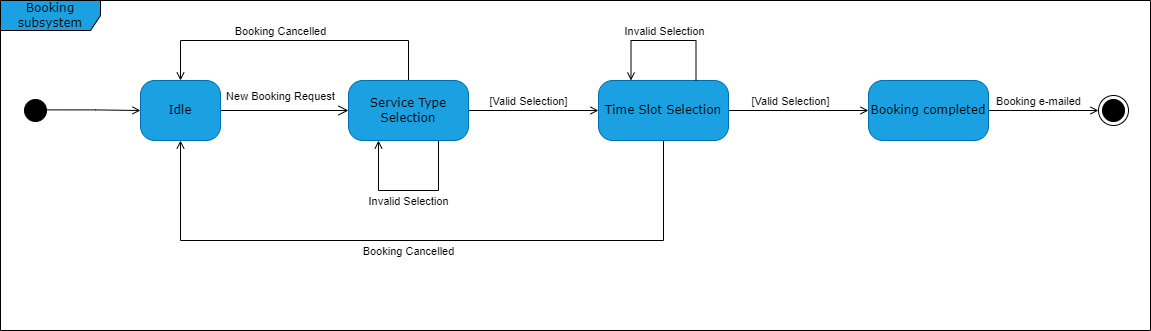 Booking
subsystem
Booking Cancelled
Invalid Selection
Idle
New Booking Request
Service Type
Selection
[Valid Selection]
Time Slot Selection
[Valid Selection]
Booking completed
Booking e-mailed
Invalid Selection
Booking Cancelled